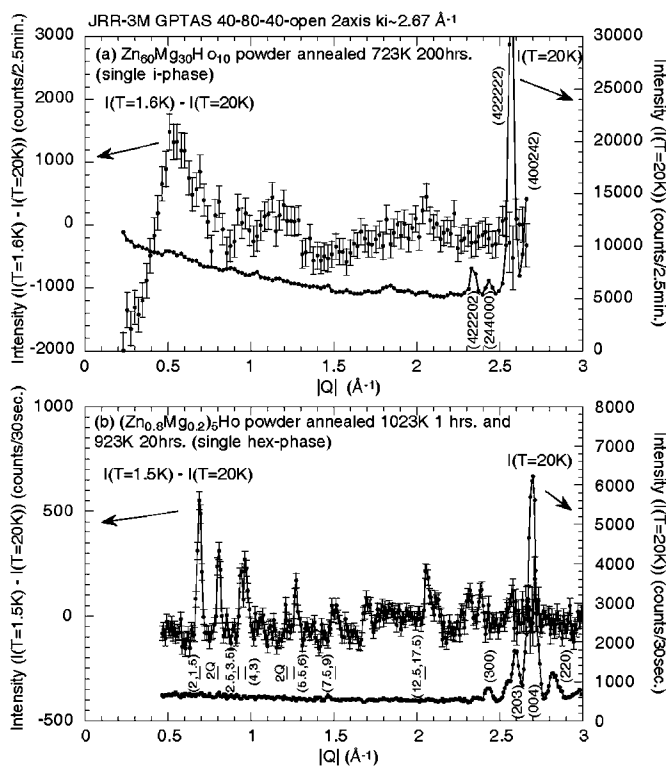 JRR-3M GPTAS 40-80-40-open 2axis ki~2.67 Å-1
(a) Zn60Mg30Ho10 powder annealed 723K 200hrs.
(single i-phase)
I(T=20K)
I(T=1.6K) - I(T=20K)
(422222)
(400242)
(422202)
(244000)
3000
2000
1000
0
-1000
-2000
30000
25000
20000
15000
10000
5000
0
Intensity (I(T=1.6K) - I(T=20K)) (counts/2.5min.)
Intensity (I(T=20K)) (counts/2.5min.)
0 0.5 1 1.5 2 2.5 3
|Q| (Å-1)
(b) (Zn0.8Mg0.2)5Ho powder annealed 1023K 1 hrs. and
923K 20hrs. (single hex-phase)
I(T=20K)
I(T=1.5K) - I(T=20K)
(2,1.5)
2Q
(2.5,3.5)
(4.3)
2Q
(5.5,6)
(7.5,9)
(12.5,17.5)
(300)
(203)
(004)
(220)
1000
500
0
-500
8000
7000
6000
5000
4000
3000
2000
1000
0
Intensity (I(T=1.5K) - I(T=20K)) (counts/30sec.)
Intensity (I(T=20K)) (counts/30sec.)
0 0.5 1 1.5 2 2.5 3
|Q| (Å-1)